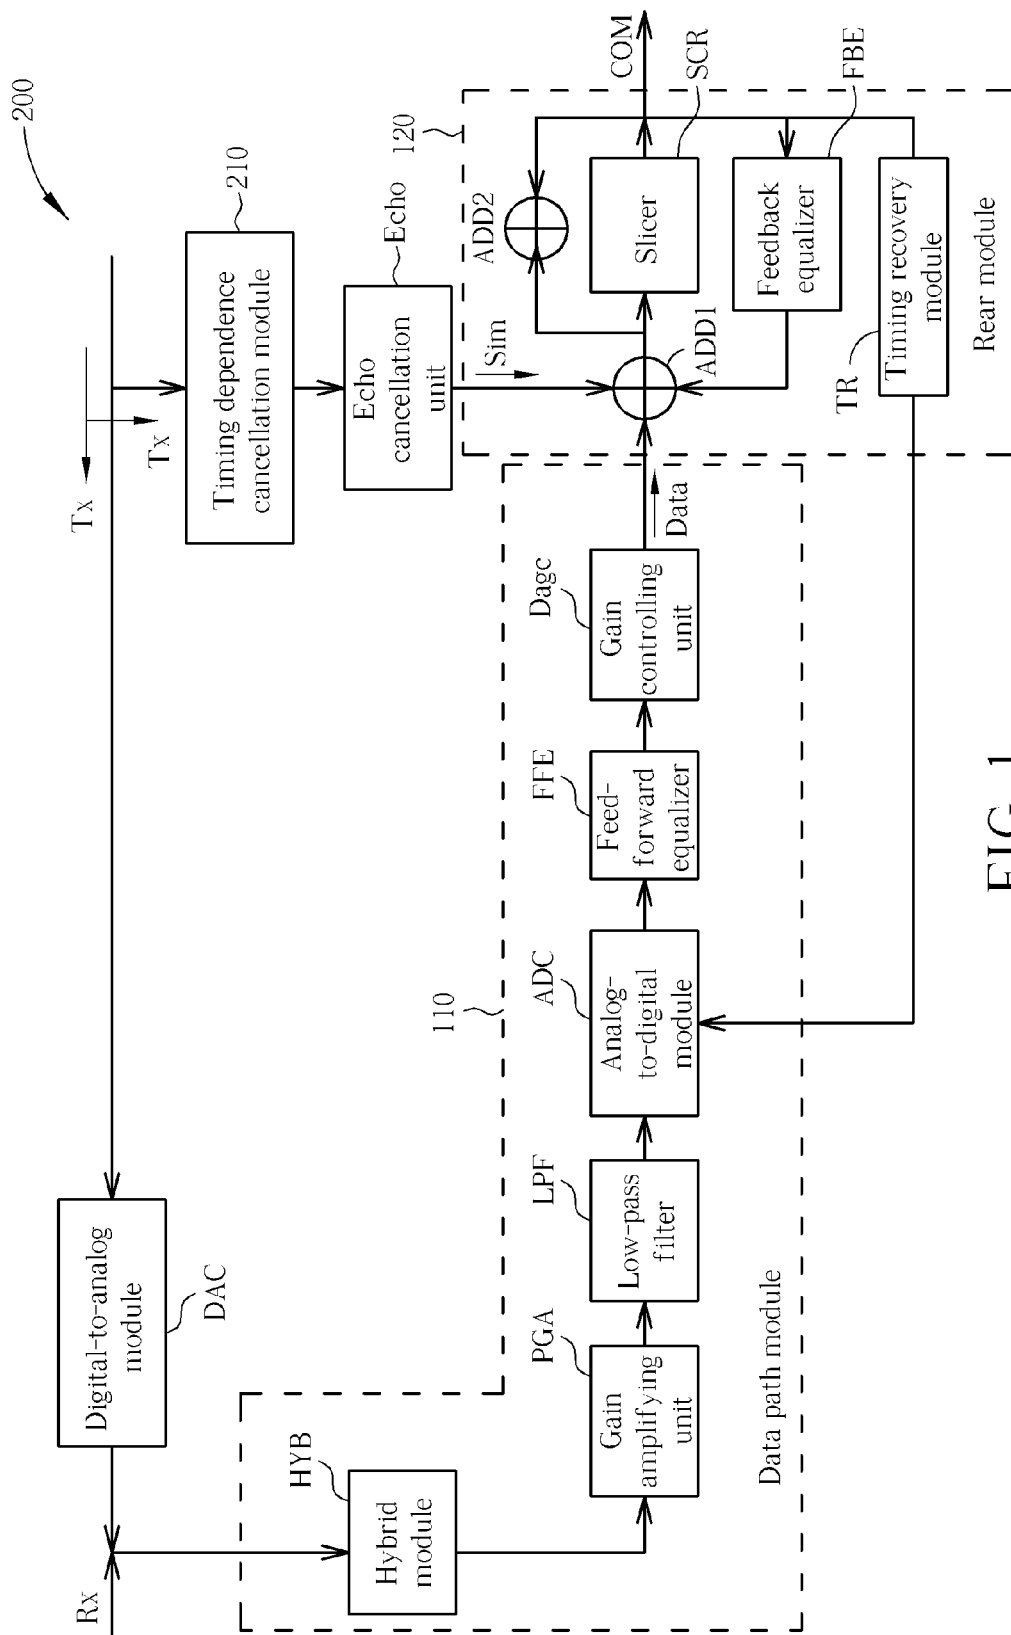 200
Tx
Tx
Rx
Digital-to-analog
module
DAC
210
Timing dependence
cancellation module
Echo
Echo
cancellation
unit
Sim
HYB
Hybrid
module
110
PGA
Gain
amplifying
unit
LPF
Low-pass
filter
ADC
Analog-
to-digital
module
FFE
Feed-
forward
equalizer
Dagc
Gain
controlling
unit
Data
Data path module
120
ADD2
ADD1
Slicer
SCR
COM
Feedback
equalizer
FBE
TR
Timing recovery
module
Rear module
FIG. 1